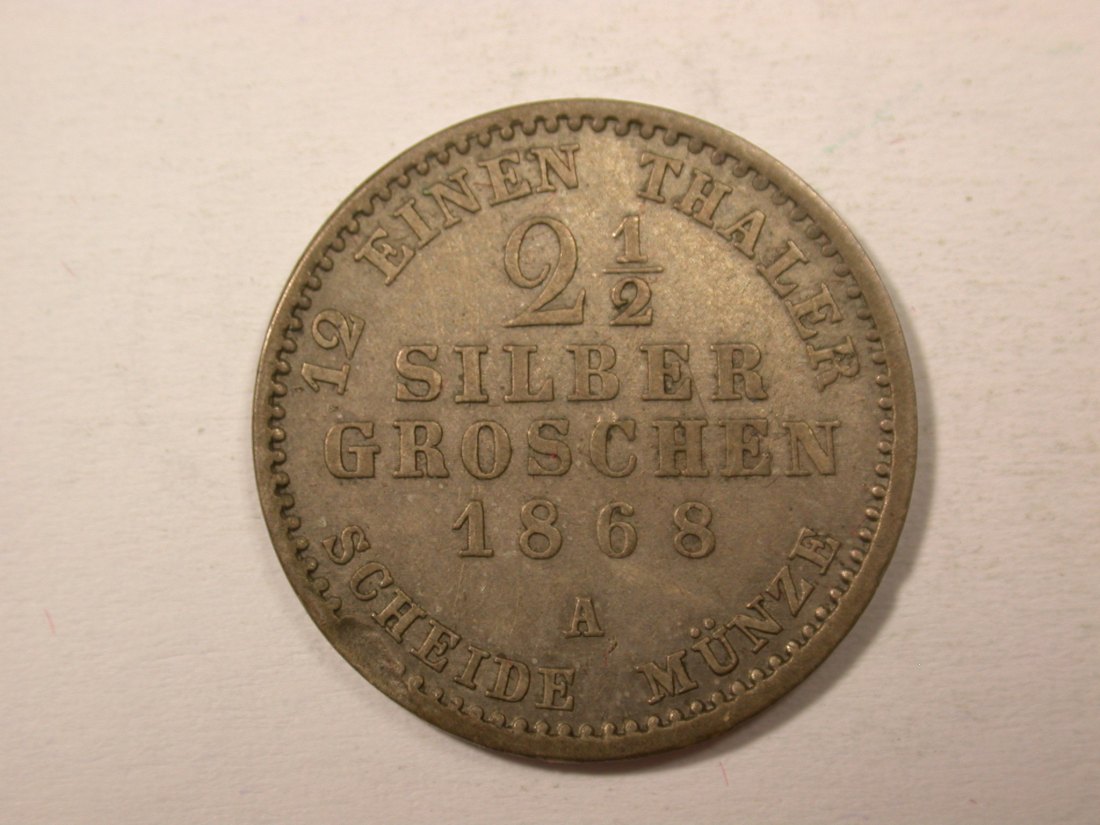 12 EINEN THALER
2 1/2
SILBER
GROSCHEN
1868
A
SCHEIDE MÜNZE